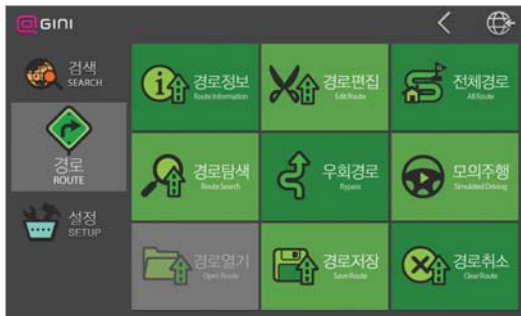 GINI
검색
SEARCH
경로
ROUTE
설정
SETUP
경로정보
Route Information
경로편집
Edit Route
전체경로
All Route
경로탐색
Route Search
우회경로
Bypass
모의주행
Simulated Driving
경로열기
Open Route
경로저장
Save Route
경로취소
Clear Route